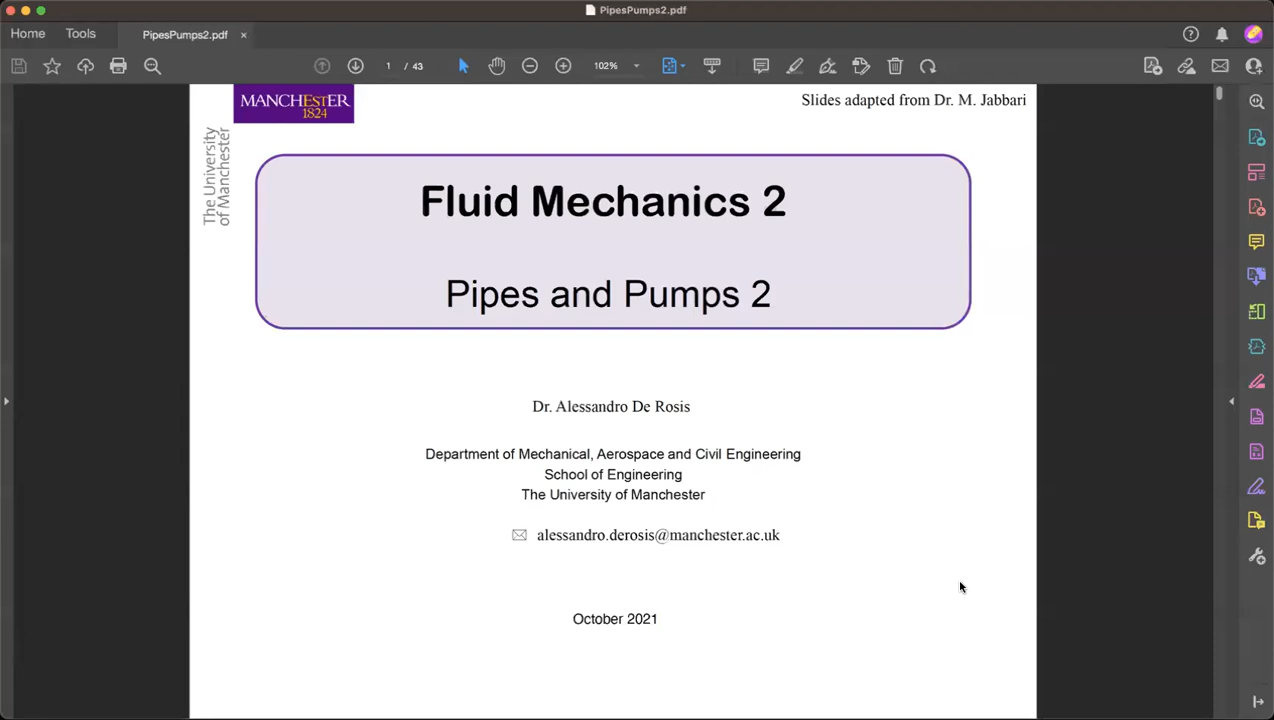 PipesPumps2.pdf
Home
Tools
PipesPumps2.pdf ×
1 / 43
102%
MANCHESTER
1824
The University
of Manchester
Slides adapted from Dr. M. Jabbari
Fluid Mechanics 2
Pipes and Pumps 2
Dr. Alessandro De Rosis
Department of Mechanical, Aerospace and Civil Engineering
School of Engineering
The University of Manchester
alessandro.derosis@manchester.ac.uk
October 2021